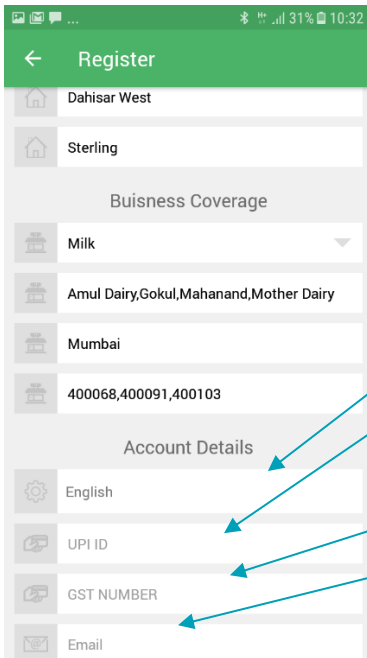 ... 31% 10:32
Register
Dahisar West
Sterling
Buisness Coverage
Milk
Amul Dairy,Gokul,Mahanand,Mother Dairy
Mumbai
400068,400091,400103
Account Details
English
UPI ID
GST NUMBER
Email